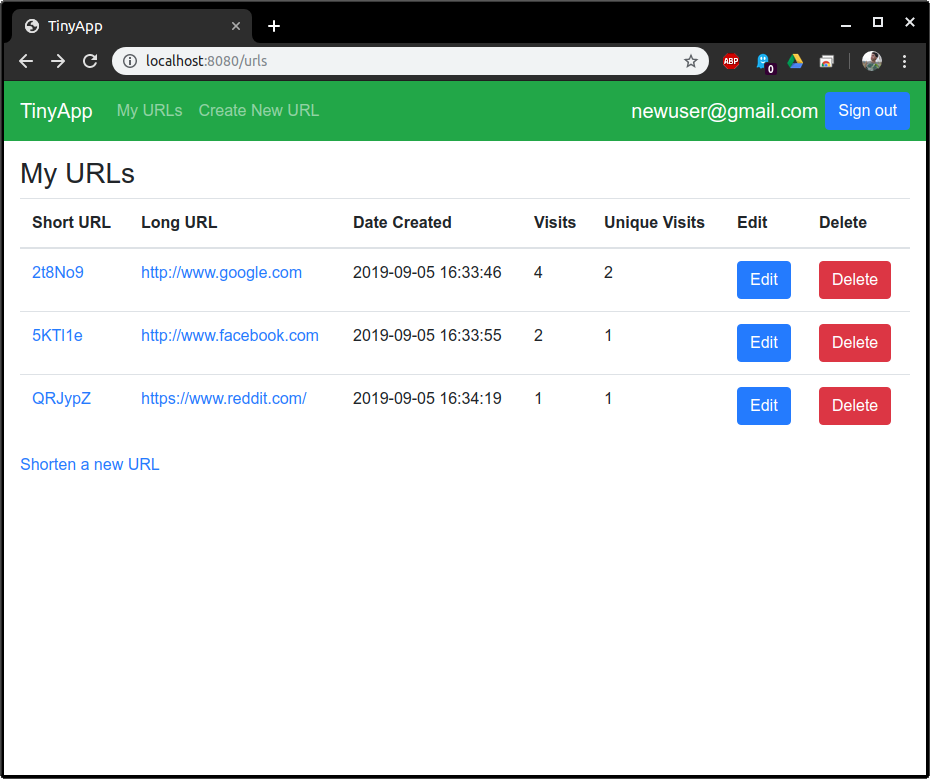 TinyApp
localhost:8080/urls
ABP
0
TinyApp My URLs Create New URL newuser@gmail.com Sign out
My URLs
Short URL Long URL Date Created Visits Unique Visits Edit Delete
2t8No9 http://www.google.com 2019-09-05 16:33:46 4 2 Edit Delete
5KTl1e http://www.facebook.com 2019-09-05 16:33:55 2 1 Edit Delete
QRJypZ https://www.reddit.com/ 2019-09-05 16:34:19 1 1 Edit Delete
Shorten a new URL